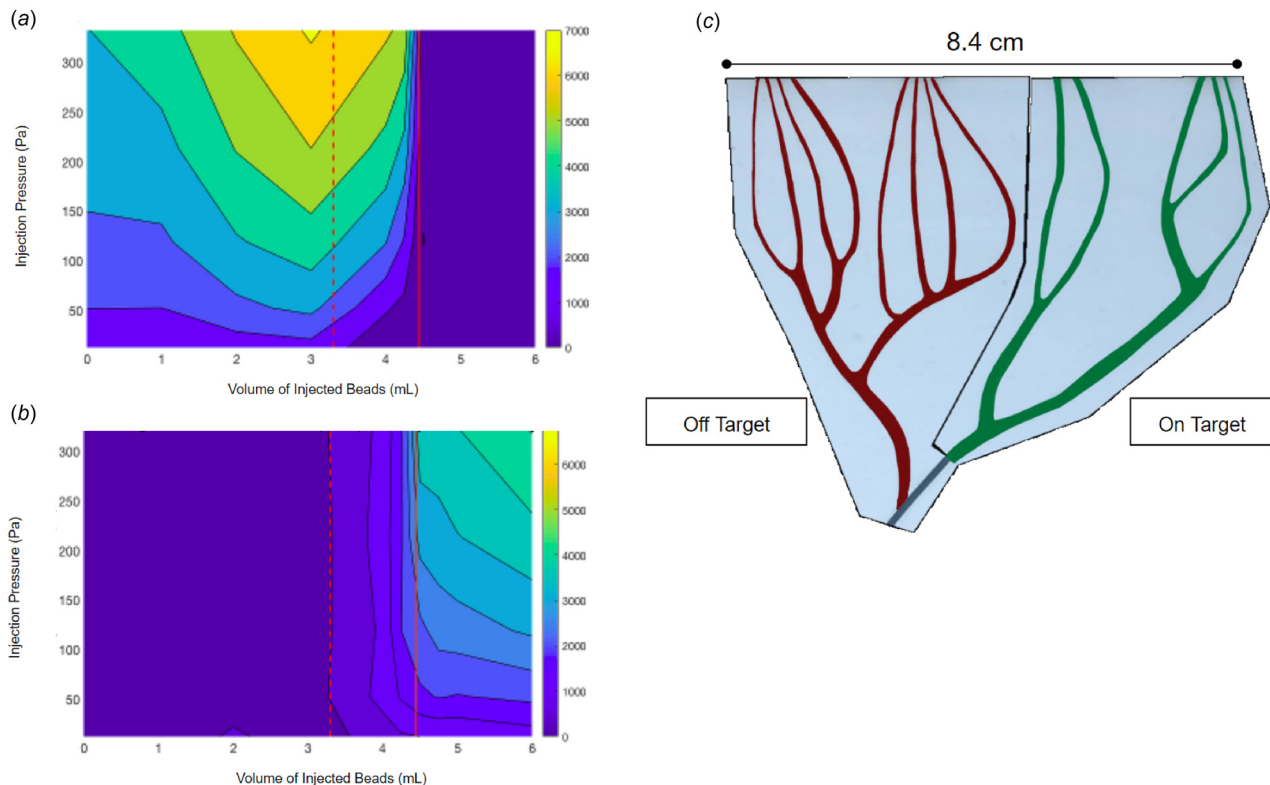 (a)
300
250
200
150
100
50
0 1 2 3 4 5 6
Injection Pressure (Pa)
Volume of Injected Beads (mL)
7000
6000
5000
4000
3000
2000
1000
0
(b)
300
250
200
150
100
50
0 1 2 3 4 5 6
Injection Pressure (Pa)
Volume of Injected Beads (mL)
6000
5000
4000
3000
2000
1000
0
(c)
8.4 cm
Off Target
On Target